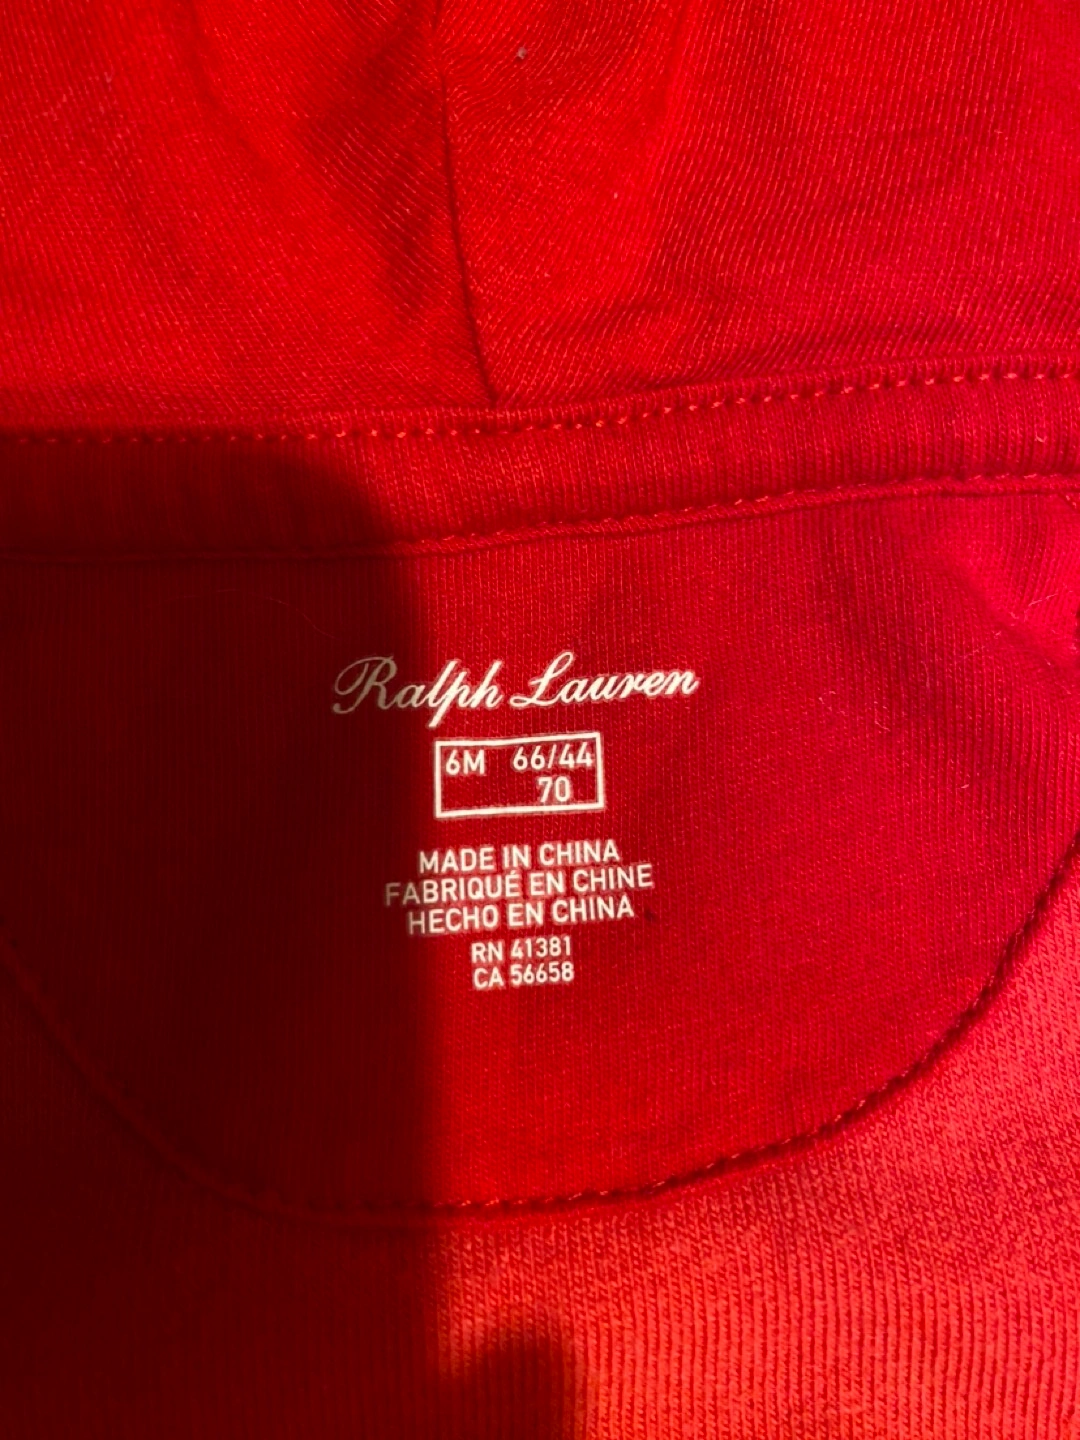 Ralph Lauren
6M 66/44
70
MADE IN CHINA
FABRIQUÉ EN CHINE
HECHO EN CHINA
RN 41381
CA 56658